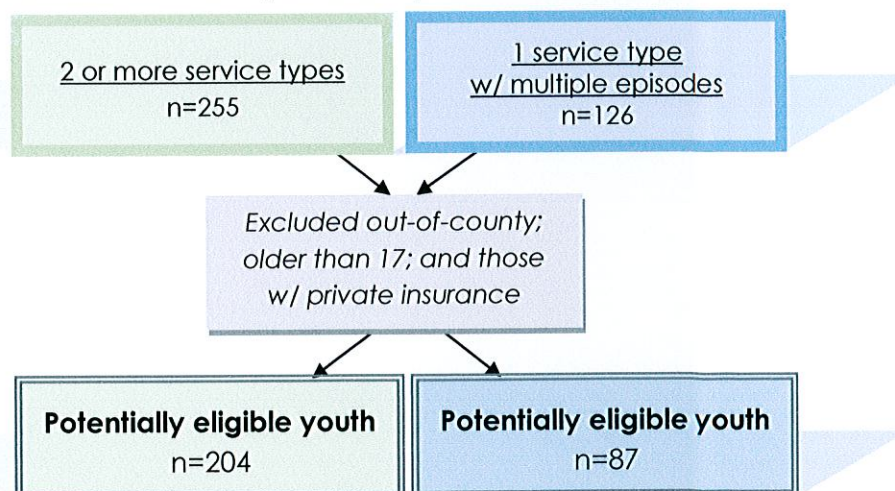 2 or more service types
n=255
1 service type
w/ multiple episodes
n=126
Excluded out-of-county;
older than 17; and those
w/ private insurance
Potentially eligible youth
n=204
Potentially eligible youth
n=87